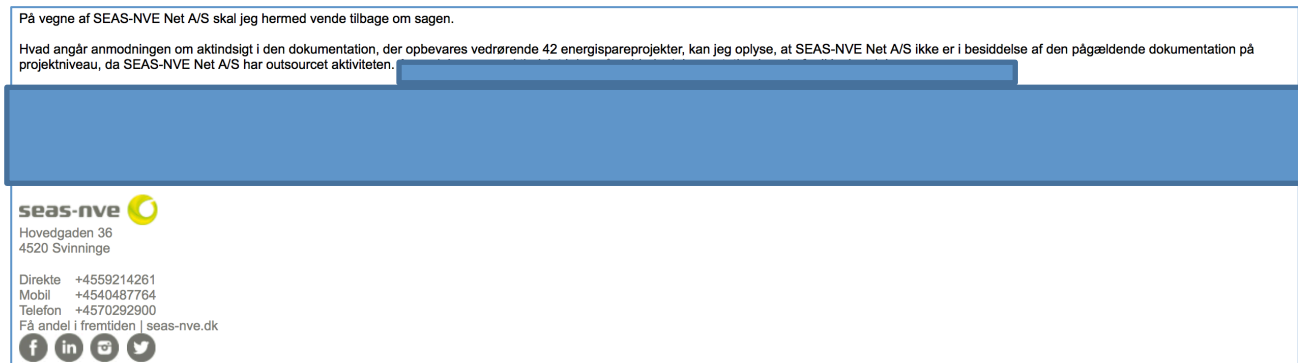 På vegne af SEAS-NVE Net A/S skal jeg hermed vende tilbage om sagen.
Hvad angår anmodningen om aktindsigt i den dokumentation, der opbevares vedrørende 42 energispareprojekter, kan jeg oplyse, at SEAS-NVE Net A/S ikke er i besiddelse af den pågældende dokumentation på
projektniveau, da SEAS-NVE Net A/S har outsourcet aktiviteten.
seas-nve
Hovedgaden 36
4520 Svinninge
Direkte +4559214261
Mobil +4540487764
Telefon +4570292900
Få andel i fremtiden | seas-nve.dk